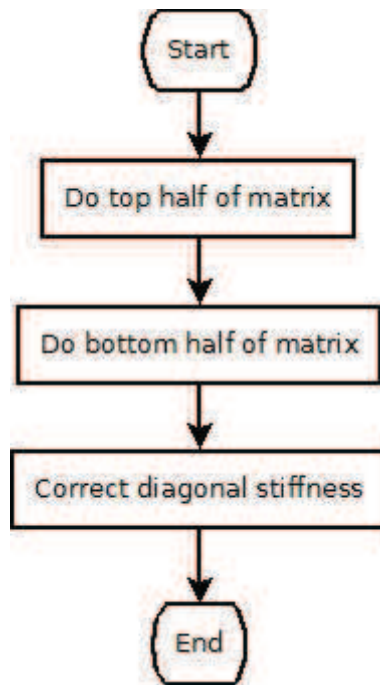 Start
Do top half of matrix
Do bottom half of matrix
Correct diagonal stiffness
End